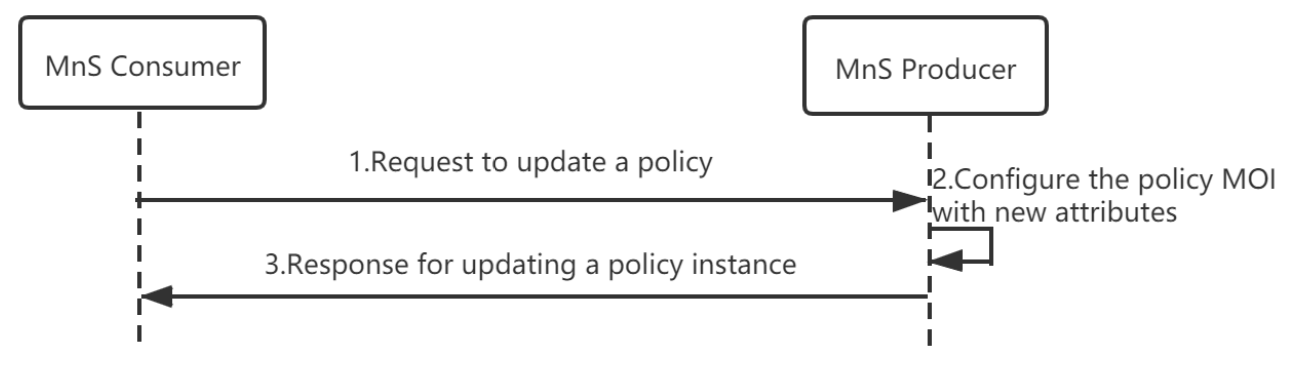 MnS Consumer
MnS Producer
1.Request to update a policy
2.Configure the policy MOI
with new attributes
3.Response for updating a policy instance